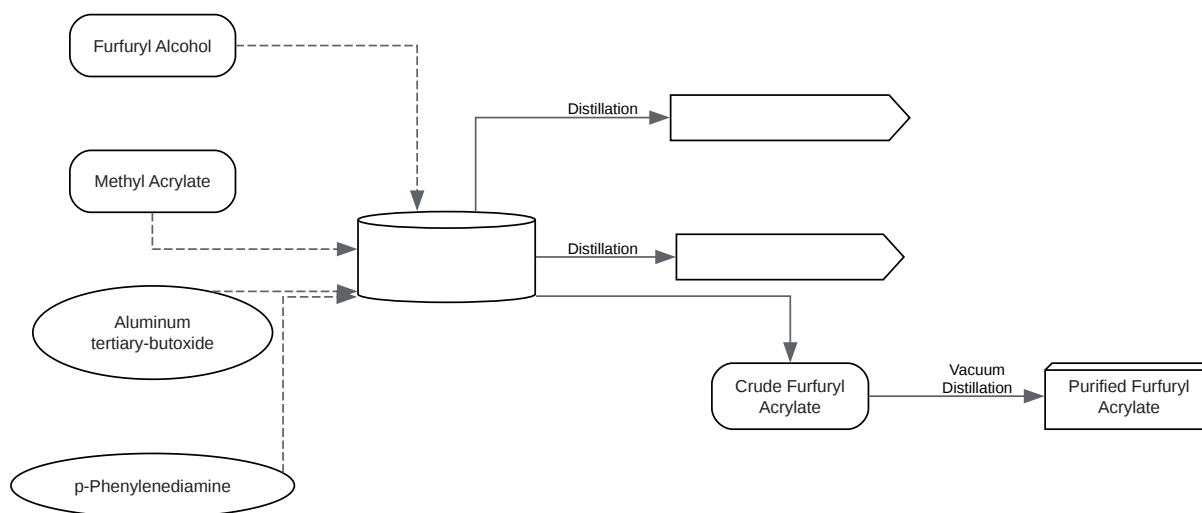 Furfuryl Alcohol
Distillation
Methyl Acrylate
Distillation
Aluminum
tertiary-butoxide
Crude Furfuryl
Acrylate
Vacuum
Distillation
Purified Furfuryl
Acrylate
p-Phenylenediamine